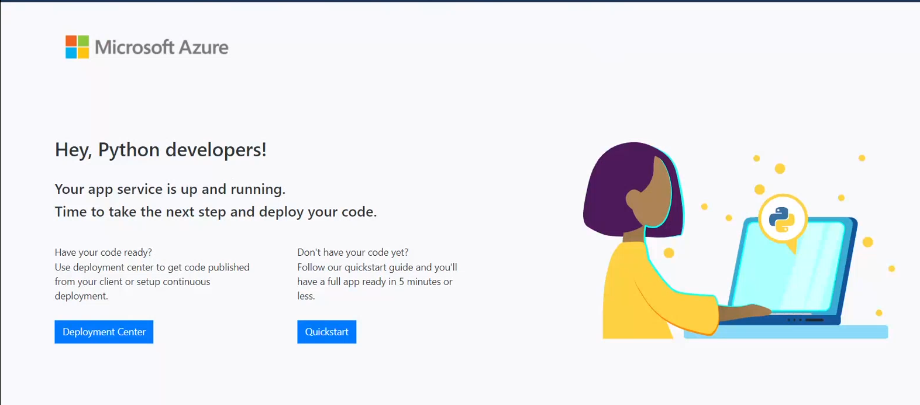 Microsoft Azure
Hey, Python developers!
Your app service is up and running.
Time to take the next step and deploy your code.
Have your code ready?
Use deployment center to get code published
from your client or setup continuous
deployment.
Deployment Center
Don't have your code yet?
Follow our quickstart guide and you'll
have a full app ready in 5 minutes or
less.
Quickstart